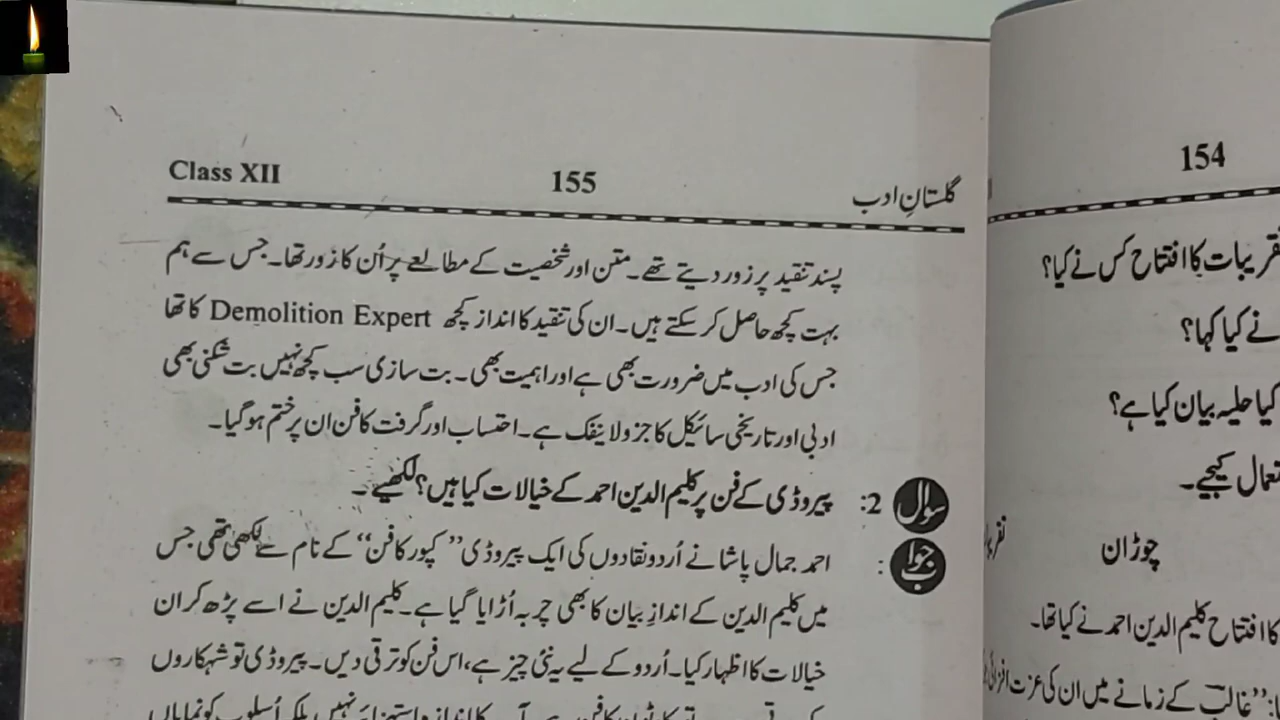 گلستانِ ادب 155 Class XII
پسند تنقید پر زور دیتے تھے۔ متن اور شخصیت کے مطالعے پر اُن کا زور تھا۔ جس سے ہم
بہت کچھ حاصل کر سکتے ہیں۔ ان کی تنقید کا انداز کچھ Demolition Expert کا تھا
جس کی ادب میں ضرورت بھی ہے اور اہمیت بھی۔ بت سازی سب کچھ نہیں بت شکنی بھی
ادبی اور تاریخی سائیکل کا جزو لاینفک ہے۔ احتساب اور گرفت کا فن ان پر ختم ہو گیا۔
سوال 2: پیروڈی کے فن پر کلیم الدین احمد کے خیالات کیا ہیں؟ لکھیے۔
جواب : احمد جمال پاشا نے اُردو نقادوں کی ایک پیروڈی ”کپور کا فن“ کے نام سے لکھی تھی جس
میں کلیم الدین کے اندازِ بیان کا بھی چربہ اُڑایا گیا ہے۔ کلیم الدین نے اسے پڑھ کر ان
خیالات کا اظہار کیا۔ اُردو کے لیے یہ نئی چیز ہے، اس فن کو ترقی دیں۔ پیروڈی تو شہکاروں
154
کا افتتاح کس نے کیا؟
نے کیا کہا؟
کیا حلیہ بیان کیا ہے؟
کیجیے۔
چوڑان
کا افتتاح کلیم الدین احمد نے کیا تھا۔
”غالب کے زمانے میں ان کی عزت